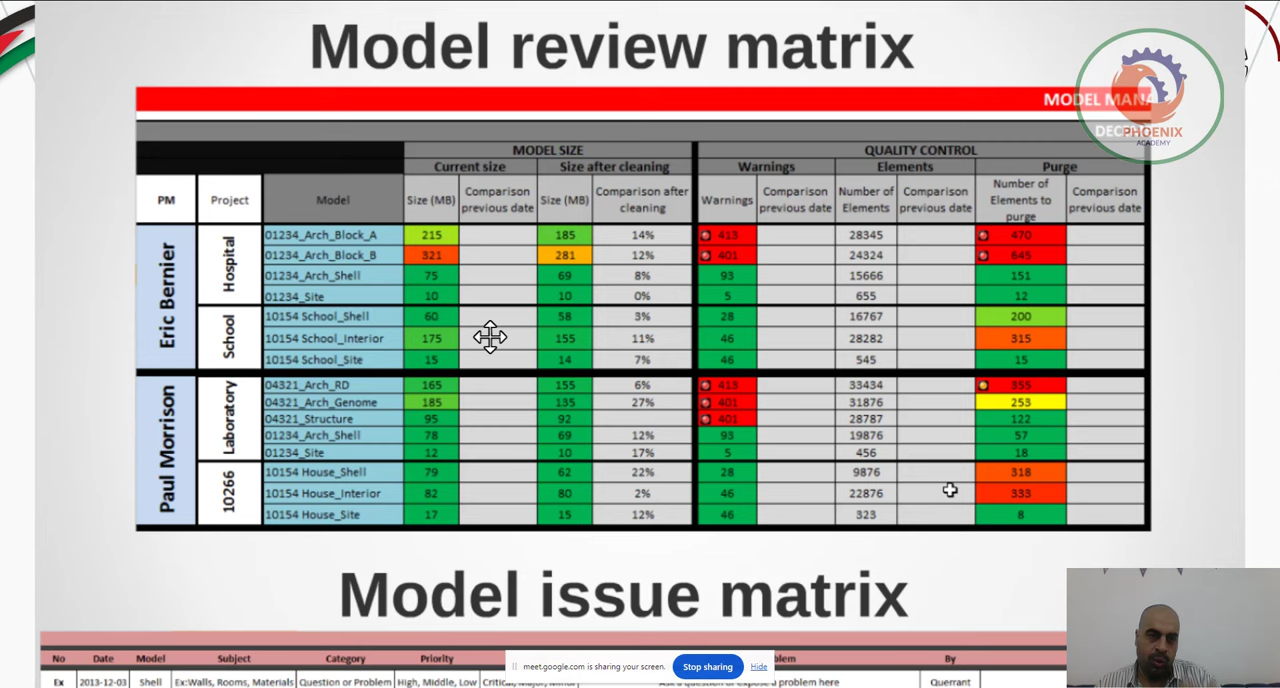 Model review matrix
MODEL MANA
DEC
PHOENIX
ACADEMY
MODEL SIZE QUALITY CONTROL
Current size Size after cleaning Warnings Elements Purge
PM Project Model Size (MB) Comparison previous date Size (MB) Comparison after cleaning Warnings Comparison previous date Number of Elements Comparison previous date Number of Elements to purge Comparison previous date
Eric Bernier
Hospital
01234_Arch_Block_A 215 185 14% 413 28345 470
01234_Arch_Block_B 321 281 12% 401 24324 645
01234_Arch_Shell 75 69 8% 93 15666 151
01234_Site 10 10 0% 5 655 12
School
10154 School_Shell 60 58 3% 28 16767 200
10154 School_Interior 175 155 11% 46 28282 315
10154 School_Site 15 14 7% 46 545 15
Paul Morrison
Laboratory
04321_Arch_RD 165 155 6% 413 33434 355
04321_Arch_Genome 185 135 27% 401 31876 253
04321_Structure 95 92 401 28787 122
01234_Arch_Shell 78 69 12% 93 19876 57
01234_Site 12 10 17% 5 456 18
10266
10154 House_Shell 79 62 22% 28 9876 318
10154 House_Interior 82 80 2% 46 22876 333
10154 House_Site 17 15 12% 46 323 8
Model issue matrix
No Date Model Subject Category Priority blem By
Ex 2013-12-03 Shell Ex:Walls, Rooms, Materials Question or Problem High, Middle, Low Critical, Major, Minor Ask a question or expose a problem here Querrant
meet.google.com is sharing your screen. Stop sharing Hide